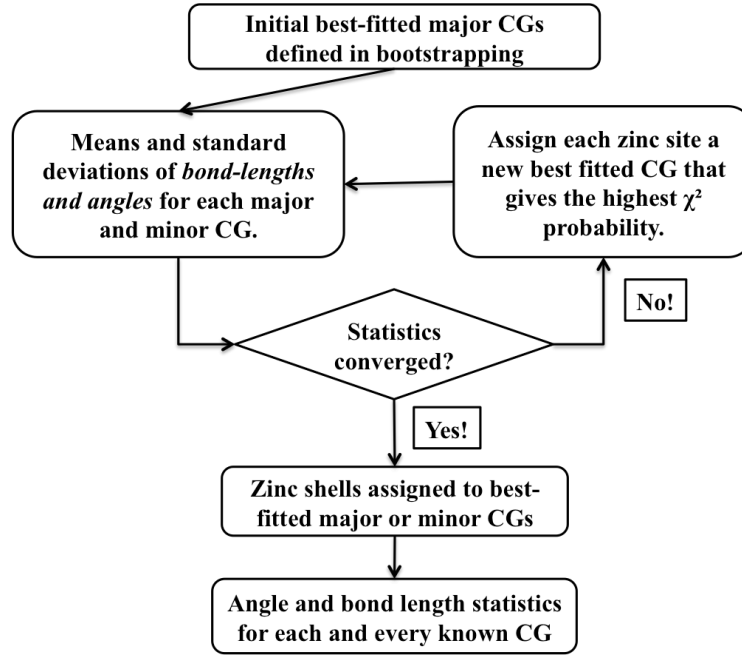 Initial best-fitted major CGs
defined in bootstrapping
Means and standard
deviations of bond-lengths
and angles for each major
and minor CG.
Assign each zinc site a
new best fitted CG that
gives the highest χ²
probability.
Statistics
converged?
No!
Yes!
Zinc shells assigned to best-
fitted major or minor CGs
Angle and bond length statistics
for each and every known CG